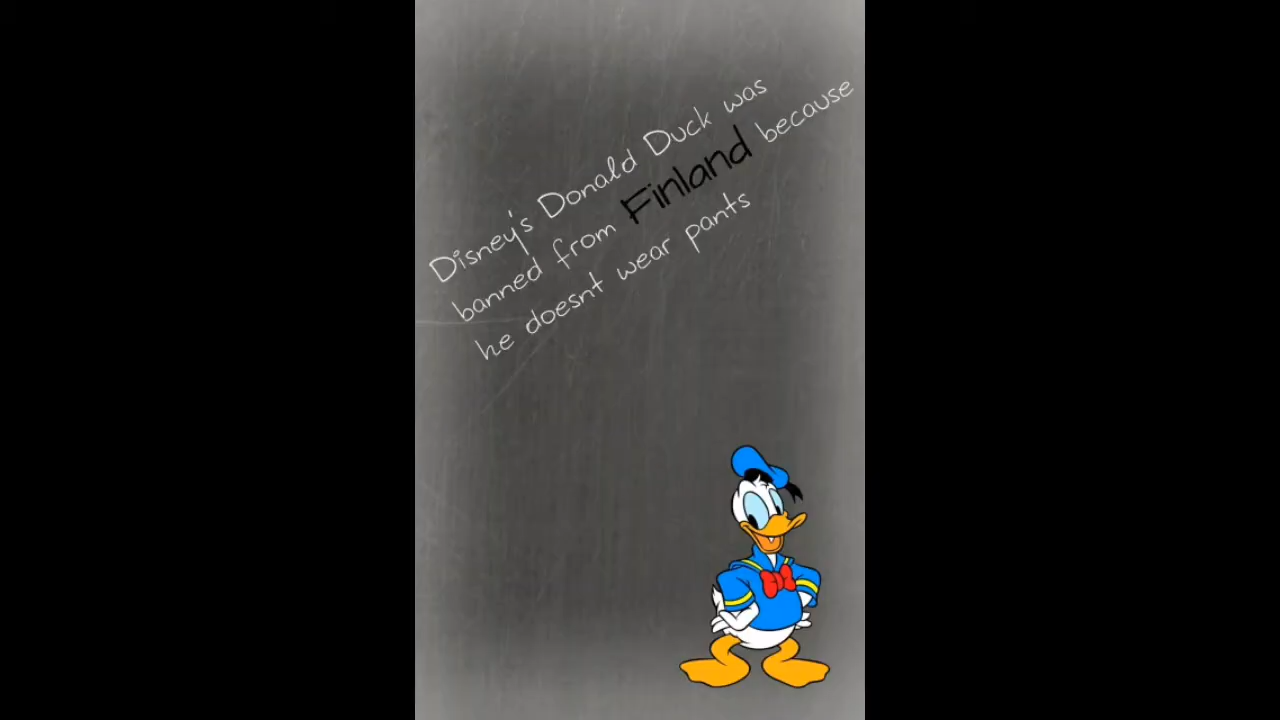 Disney's Donald Duck was
banned from Finland because
he doesnt wear pants